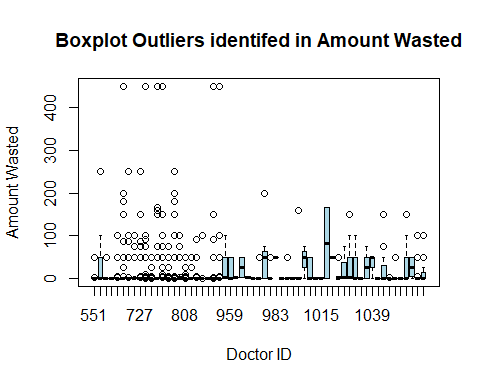 Boxplot Outliers identifed in Amount Wasted
Amount Wasted
400
300
200
100
0
551 727 808 959 983 1015 1039
Doctor ID